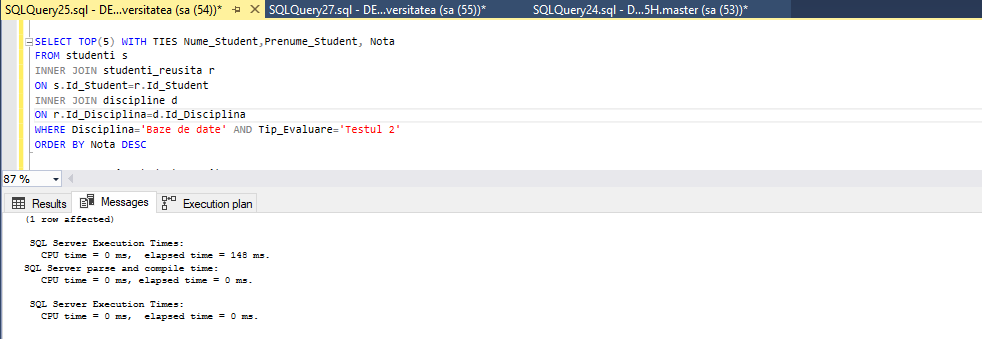 SQLQuery25.sql - DE...versitatea (sa (54))* SQLQuery27.sql - DE...versitatea (sa (55))* SQLQuery24.sql - D...5H.master (sa (53))*
SELECT TOP(5) WITH TIES Nume_Student,Prenume_Student, Nota
FROM studenti s
INNER JOIN studenti_reusita r
ON s.Id_Student=r.Id_Student
INNER JOIN discipline d
ON r.Id_Disciplina=d.Id_Disciplina
WHERE Disciplina='Baze de date' AND Tip_Evaluare='Testul 2'
ORDER BY Nota DESC
87 %
Results Messages Execution plan
(1 row affected)
SQL Server Execution Times:
CPU time = 0 ms, elapsed time = 148 ms.
SQL Server parse and compile time:
CPU time = 0 ms, elapsed time = 0 ms.
SQL Server Execution Times:
CPU time = 0 ms, elapsed time = 0 ms.